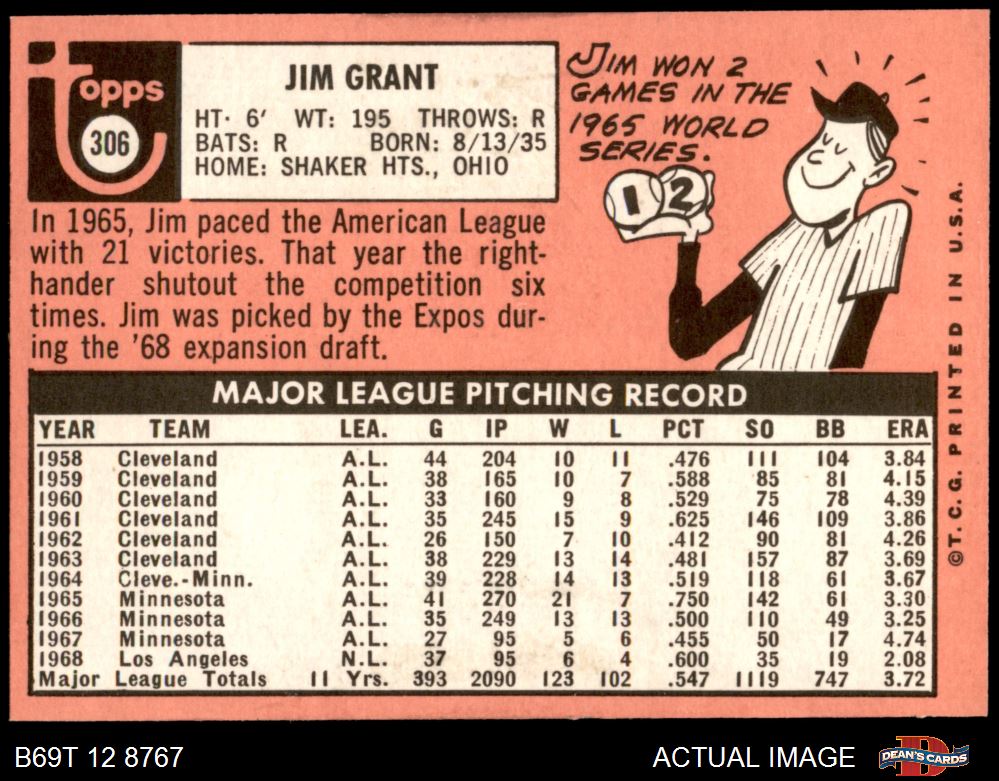 Topps
306
JIM GRANT
HT· 6' WT: 195 THROWS: R
BATS: R BORN: 8/13/35
HOME: SHAKER HTS., OHIO
JIM WON 2
GAMES IN THE
1965 WORLD
SERIES.
1 2
In 1965, Jim paced the American League
with 21 victories. That year the right-
hander shutout the competition six
times. Jim was picked by the Expos dur-
ing the '68 expansion draft.
MAJOR LEAGUE PITCHING RECORD
YEAR TEAM LEA. G IP W L PCT SO BB ERA
1958 Cleveland A.L. 44 204 10 11 .476 111 104 3.84
1959 Cleveland A.L. 38 165 10 7 .588 85 81 4.15
1960 Cleveland A.L. 33 160 9 8 .529 75 78 4.39
1961 Cleveland A.L. 35 245 15 9 .625 146 109 3.86
1962 Cleveland A.L. 26 150 7 10 .412 90 81 4.26
1963 Cleveland A.L. 38 229 13 14 .481 157 87 3.69
1964 Cleve.-Minn. A.L. 39 228 14 13 .519 118 61 3.67
1965 Minnesota A.L. 41 270 21 7 .750 142 61 3.30
1966 Minnesota A.L. 35 249 13 13 .500 110 49 3.25
1967 Minnesota A.L. 27 95 5 6 .455 50 17 4.74
1968 Los Angeles N.L. 37 95 6 4 .600 35 19 2.08
Major League Totals 11 Yrs. 393 2090 123 102 .547 1119 747 3.72
©T. C. G. PRINTED IN U.S.A.
B69T 12 8767
ACTUAL IMAGE
DEAN'S CARDS